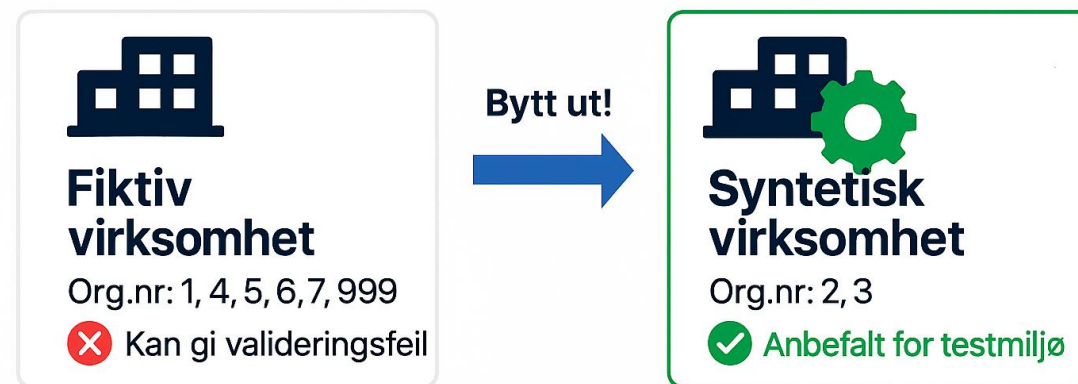 Fiktiv
virksomhet
Org.nr: 1, 4, 5, 6, 7, 999
Kan gi valideringsfeil
Bytt ut!
Syntetisk
virksomhet
Org.nr: 2, 3
Anbefalt for testmiljø